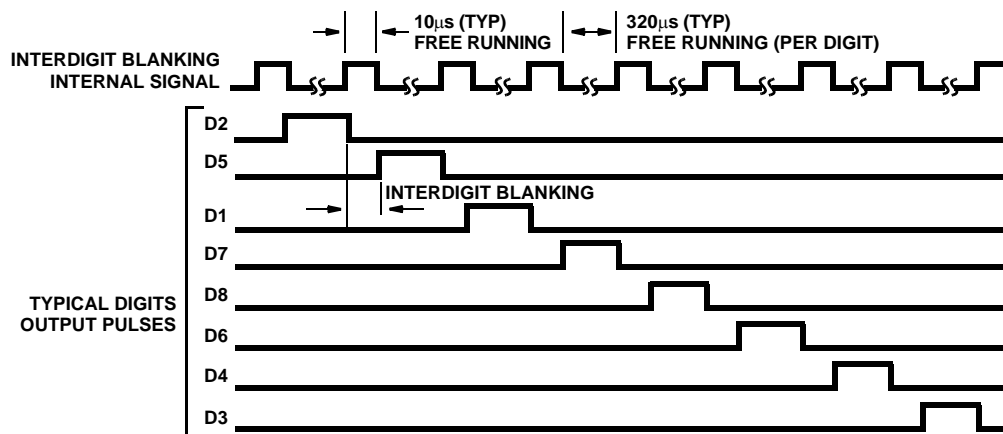 10µs (TYP)
FREE RUNNING
320µs (TYP)
FREE RUNNING (PER DIGIT)
INTERDIGIT BLANKING
INTERNAL SIGNAL
D2
D5
INTERDIGIT BLANKING
D1
D7
D8
TYPICAL DIGITS
OUTPUT PULSES
D6
D4
D3